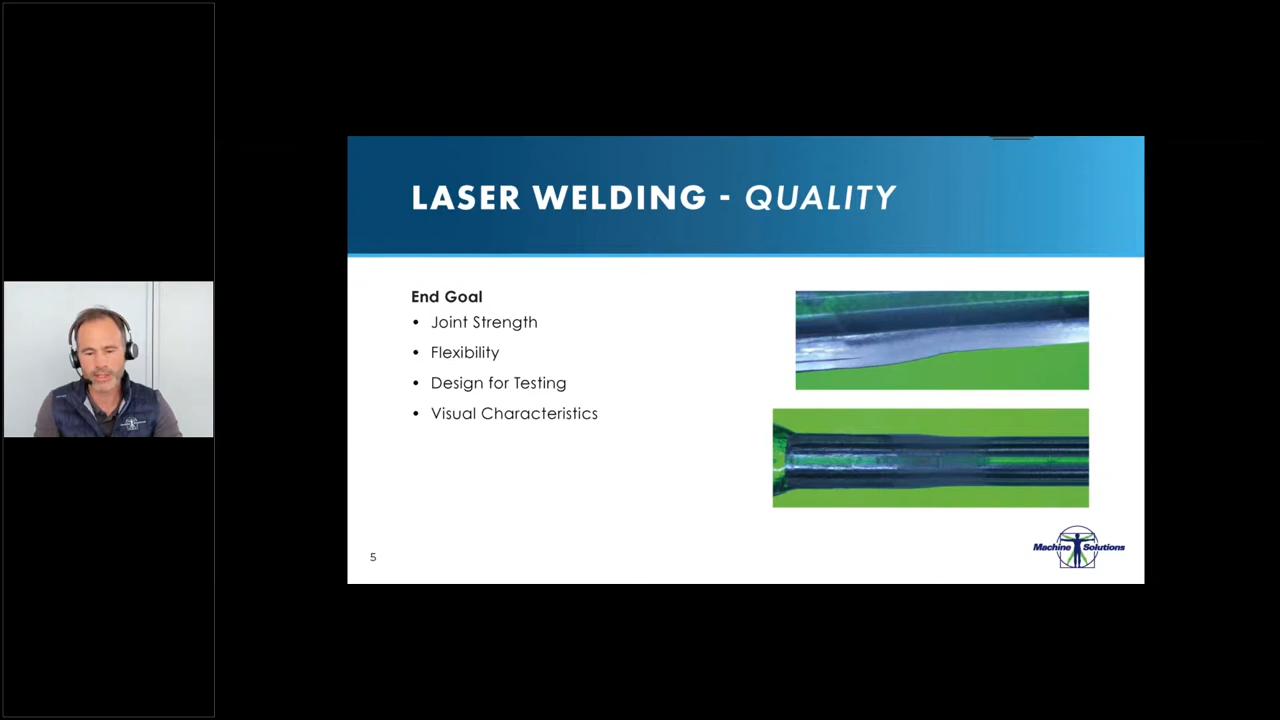 LASER WELDING - QUALITY
End Goal
• Joint Strength
• Flexibility
• Design for Testing
• Visual Characteristics
5
Machine Solutions